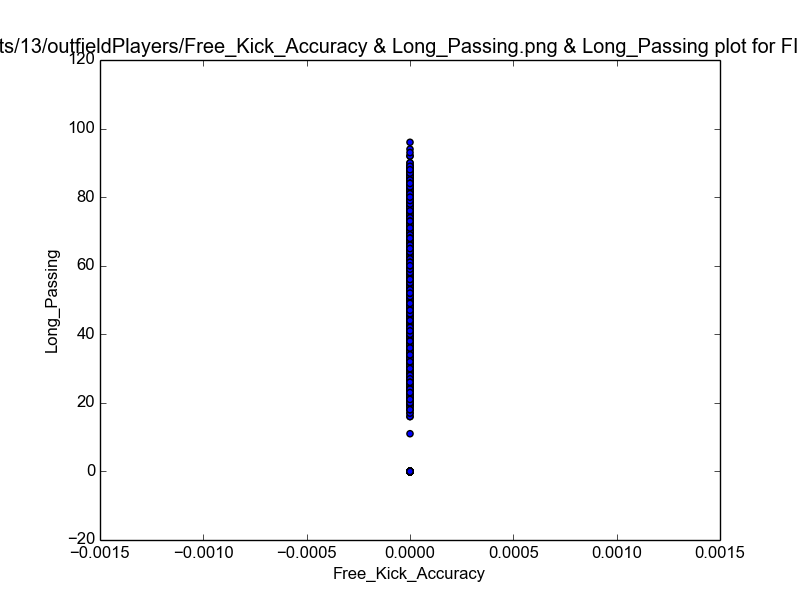 ts/13/outfieldPlayers/Free_Kick_Accuracy & Long_Passing.png & Long_Passing plot for FI
120
100
80
60
40
20
0
−20
Long_Passing
−0.0015 −0.0010 −0.0005 0.0000 0.0005 0.0010 0.0015
Free_Kick_Accuracy